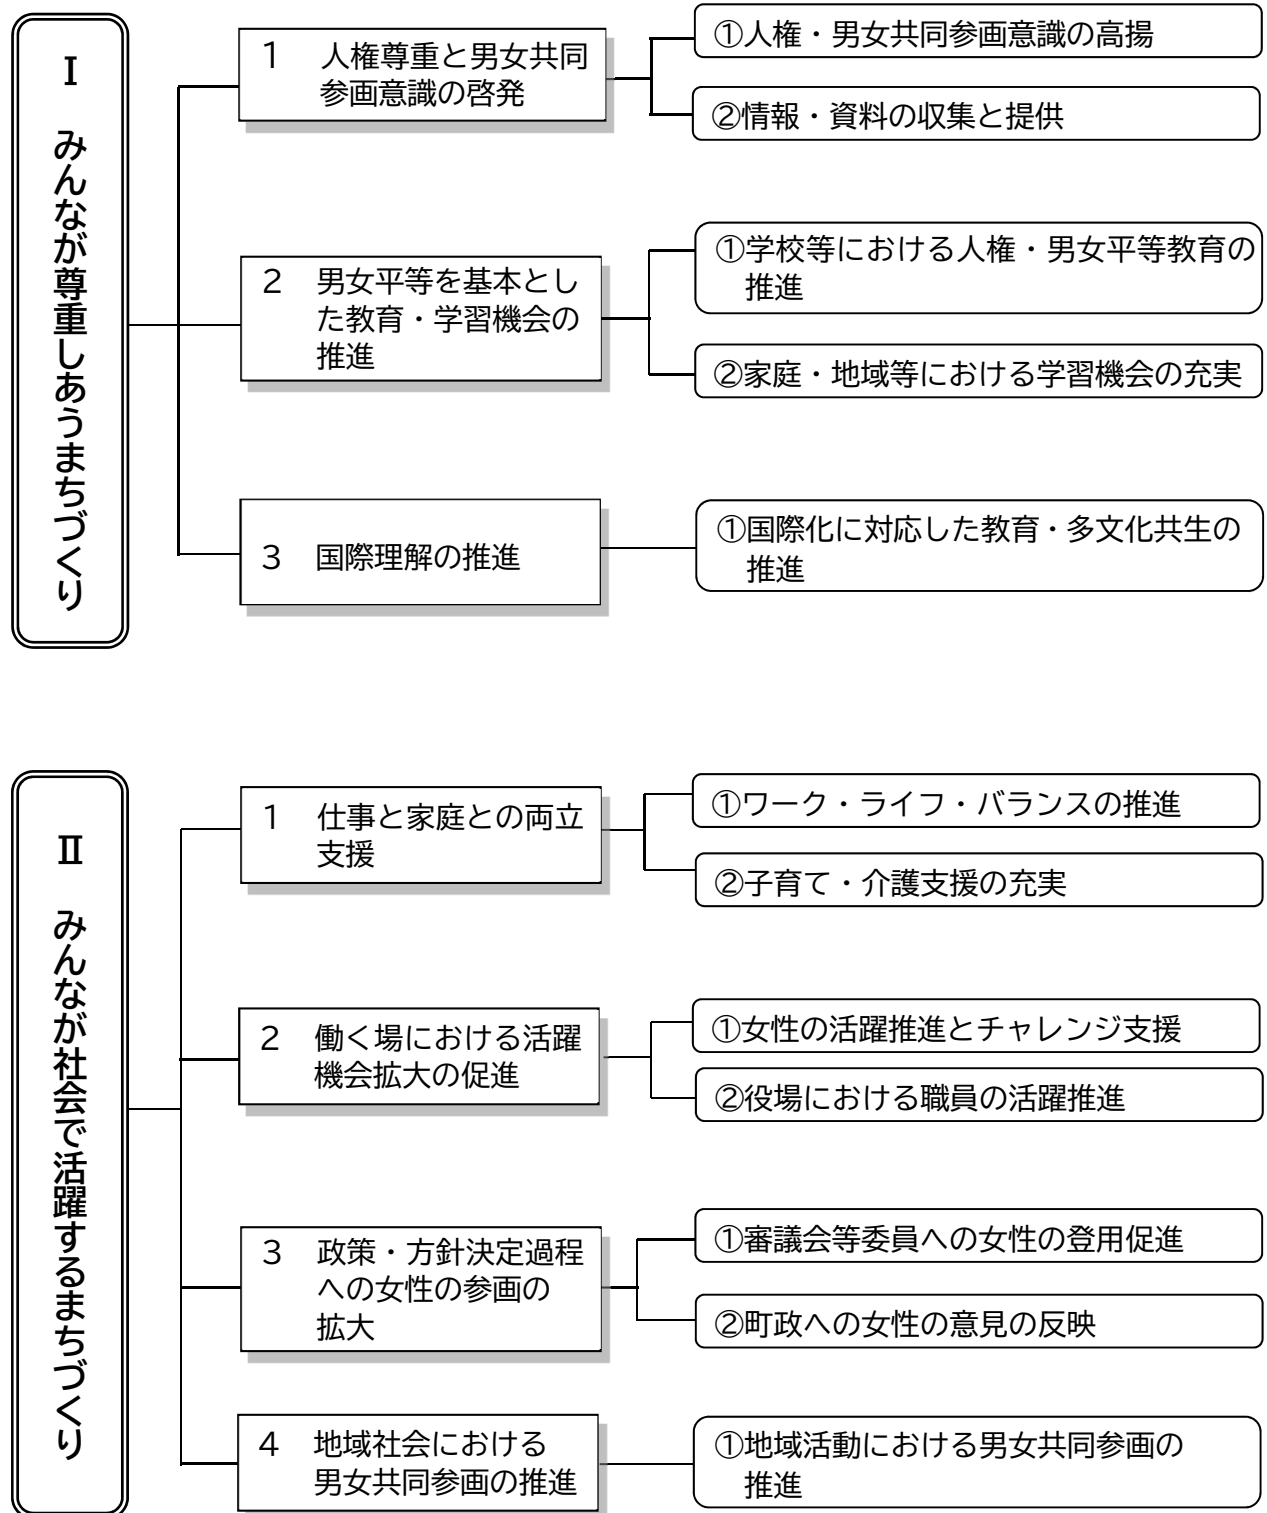 Ⅰ　みんなが尊重しあうまちづくり
1　人権尊重と男女共同
参画意識の啓発
①人権・男女共同参画意識の高揚
②情報・資料の収集と提供
2　男女平等を基本とし
た教育・学習機会の
推進
①学校等における人権・男女平等教育の
推進
②家庭・地域等における学習機会の充実
3　国際理解の推進
①国際化に対応した教育・多文化共生の
推進
Ⅱ　みんなが社会で活躍するまちづくり
1　仕事と家庭との両立
支援
①ワーク・ライフ・バランスの推進
②子育て・介護支援の充実
2　働く場における活躍
機会拡大の促進
①女性の活躍推進とチャレンジ支援
②役場における職員の活躍推進
3　政策・方針決定過程
への女性の参画の
拡大
①審議会等委員への女性の登用促進
②町政への女性の意見の反映
4　地域社会における
男女共同参画の推進
①地域活動における男女共同参画の
推進